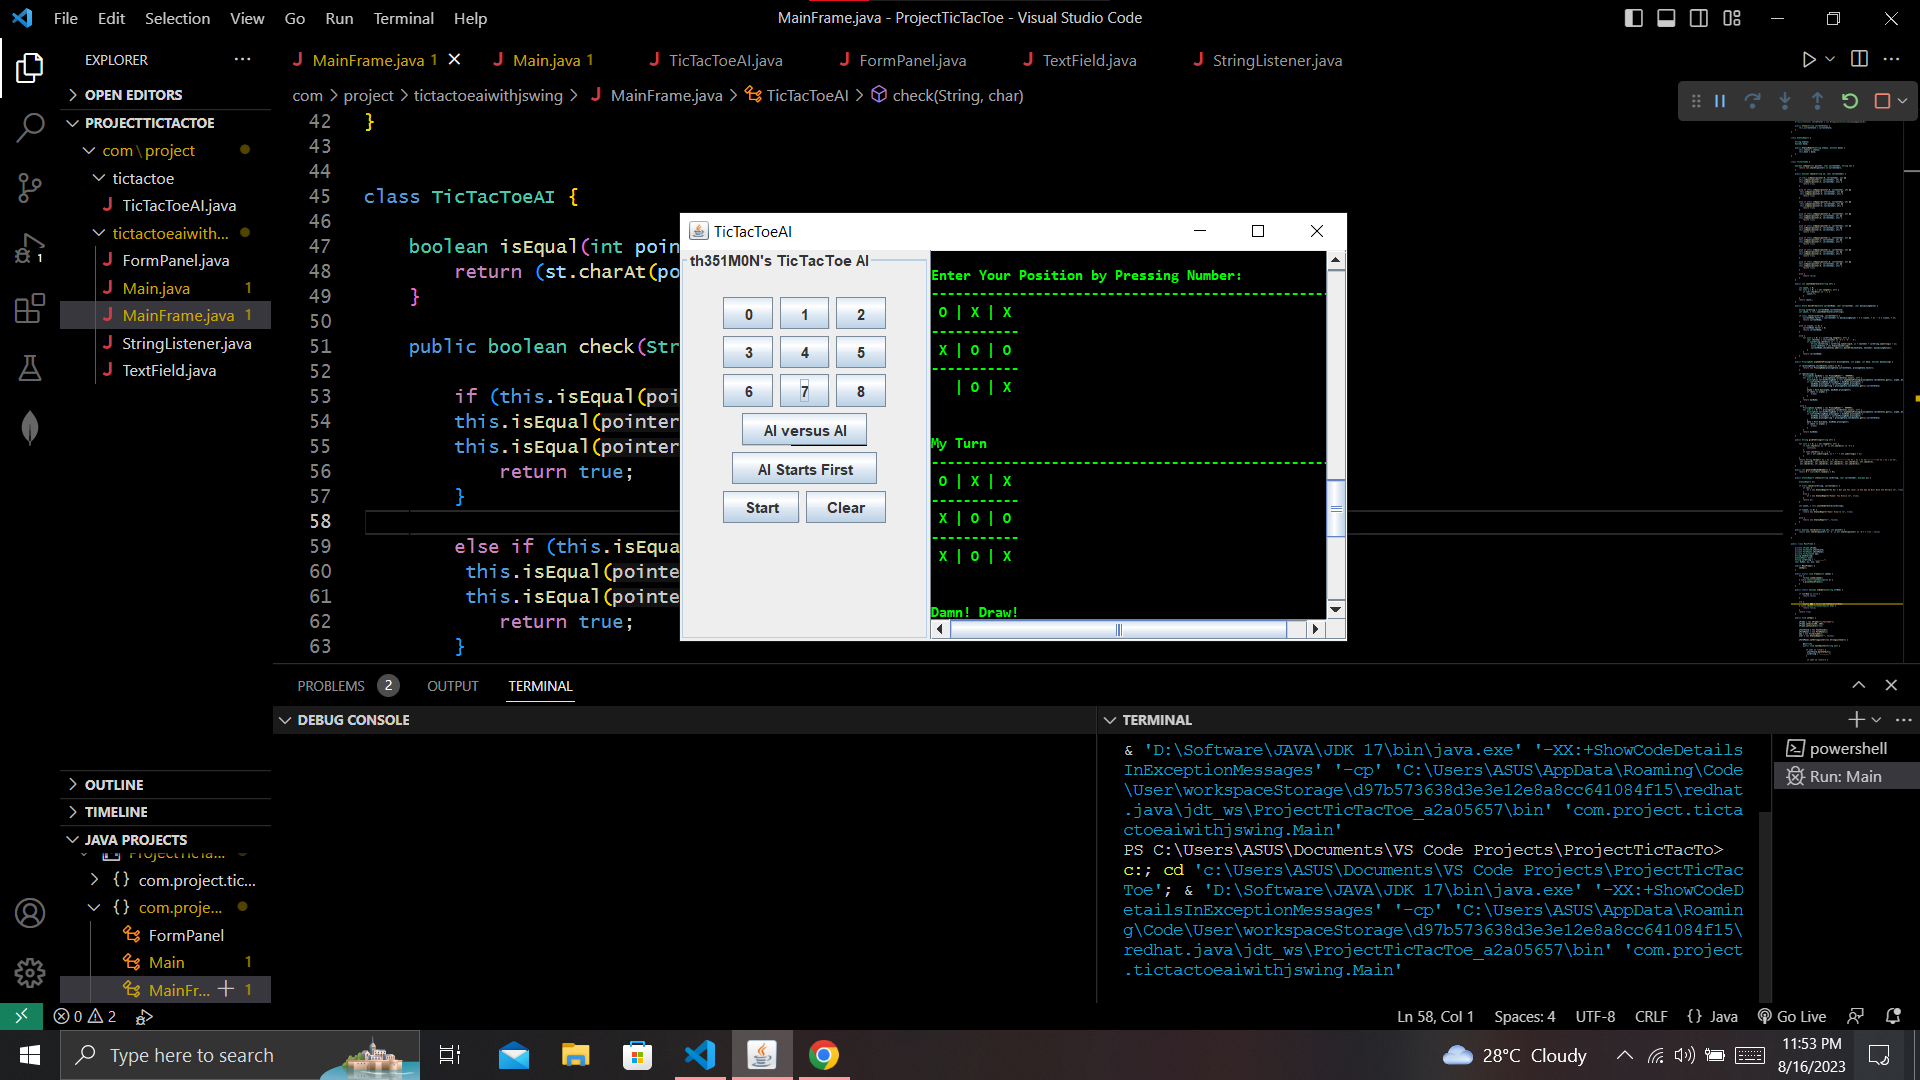 File Edit Selection View Go Run Terminal Help
MainFrame.java - ProjectTicTacToe - Visual Studio Code
EXPLORER
MainFrame.java 1
Main.java 1
TicTacToeAI.java
FormPanel.java
TextField.java
StringListener.java
com > project > tictactoeaiwithjswing > MainFrame.java > TicTacToeAI > check(String, char)
OPEN EDITORS
PROJECTTICTACTOE
com \ project
tictactoe
TicTacToeAI.java
tictactoeaiwith...
FormPanel.java
Main.java 1
MainFrame.java 1
StringListener.java
TextField.java
OUTLINE
TIMELINE
JAVA PROJECTS
ProjectTicTa...
{} com.project.tic...
{} com.proje...
FormPanel
Main 1
MainFr... 1
42 }
43
44
45 class TicTacToeAI {
46
47 boolean isEqual(int poin
48 return (st.charAt(po
49 }
50
51 public boolean check(Str
52
53 if (this.isEqual(poi
54 this.isEqual(pointer
55 this.isEqual(pointer
56 return true;
57 }
58
59 else if (this.isEqua
60 this.isEqual(pointe
61 this.isEqual(pointe
62 return true;
63 }
TicTacToeAI
th351M0N's TicTacToe AI
0 1 2
3 4 5
6 7 8
AI versus AI
AI Starts First
Start Clear
Enter Your Position by Pressing Number:
O | X | X
X | O | O
| O | X
My Turn
O | X | X
X | O | O
X | O | X
Damn! Draw!
PROBLEMS 2 OUTPUT TERMINAL
DEBUG CONSOLE
TERMINAL
& 'D:\Software\JAVA\JDK 17\bin\java.exe' '-XX:+ShowCodeDetails
InExceptionMessages' '-cp' 'C:\Users\ASUS\AppData\Roaming\Code
\User\workspaceStorage\d97b573638d3e3e12e8a8cc641084f15\redhat
.java\jdt_ws\ProjectTicTacToe_a2a05657\bin' 'com.project.ticta
ctoeaiwithjswing.Main'
PS C:\Users\ASUS\Documents\VS Code Projects\ProjectTicTacTo>
c:; cd 'c:\Users\ASUS\Documents\VS Code Projects\ProjectTicTac
Toe'; & 'D:\Software\JAVA\JDK 17\bin\java.exe' '-XX:+ShowCodeD
etailsInExceptionMessages' '-cp' 'C:\Users\ASUS\AppData\Roamin
g\Code\User\workspaceStorage\d97b573638d3e3e12e8a8cc641084f15\
redhat.java\jdt_ws\ProjectTicTacToe_a2a05657\bin' 'com.project
.tictactoeaiwithjswing.Main'
powershell
Run: Main
0 2
Ln 58, Col 1 Spaces: 4 UTF-8 CRLF {} Java Go Live
Type here to search
28°C Cloudy
11:53 PM
8/16/2023